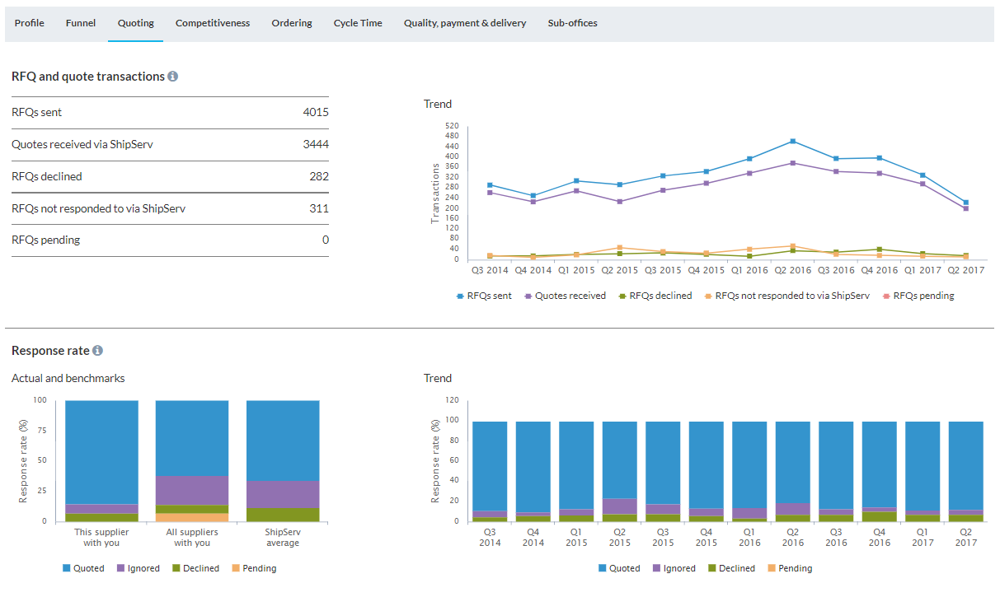 Profile Funnel Quoting Competitiveness Ordering Cycle Time Quality, payment & delivery Sub-offices
RFQ and quote transactions
RFQs sent 4015
Quotes received via ShipServ 3444
RFQs declined 282
RFQs not responded to via ShipServ 311
RFQs pending 0
Trend
Transactions
520
480
440
400
360
320
280
240
200
160
120
80
40
0
Q3 2014 Q4 2014 Q1 2015 Q2 2015 Q3 2015 Q4 2015 Q1 2016 Q2 2016 Q3 2016 Q4 2016 Q1 2017 Q2 2017
RFQs sent Quotes received RFQs declined RFQs not responded to via ShipServ RFQs pending
Response rate
Actual and benchmarks
Response rate (%)
100
75
50
25
0
This supplier with you
All suppliers with you
ShipServ average
Quoted Ignored Declined Pending
Trend
Response rate (%)
120
100
80
60
40
20
0
Q3 Q4 Q1 Q2 Q3 Q4 Q1 Q2 Q3 Q4 Q1 Q2
2014 2014 2015 2015 2015 2015 2016 2016 2016 2016 2017 2017
Quoted Ignored Declined Pending